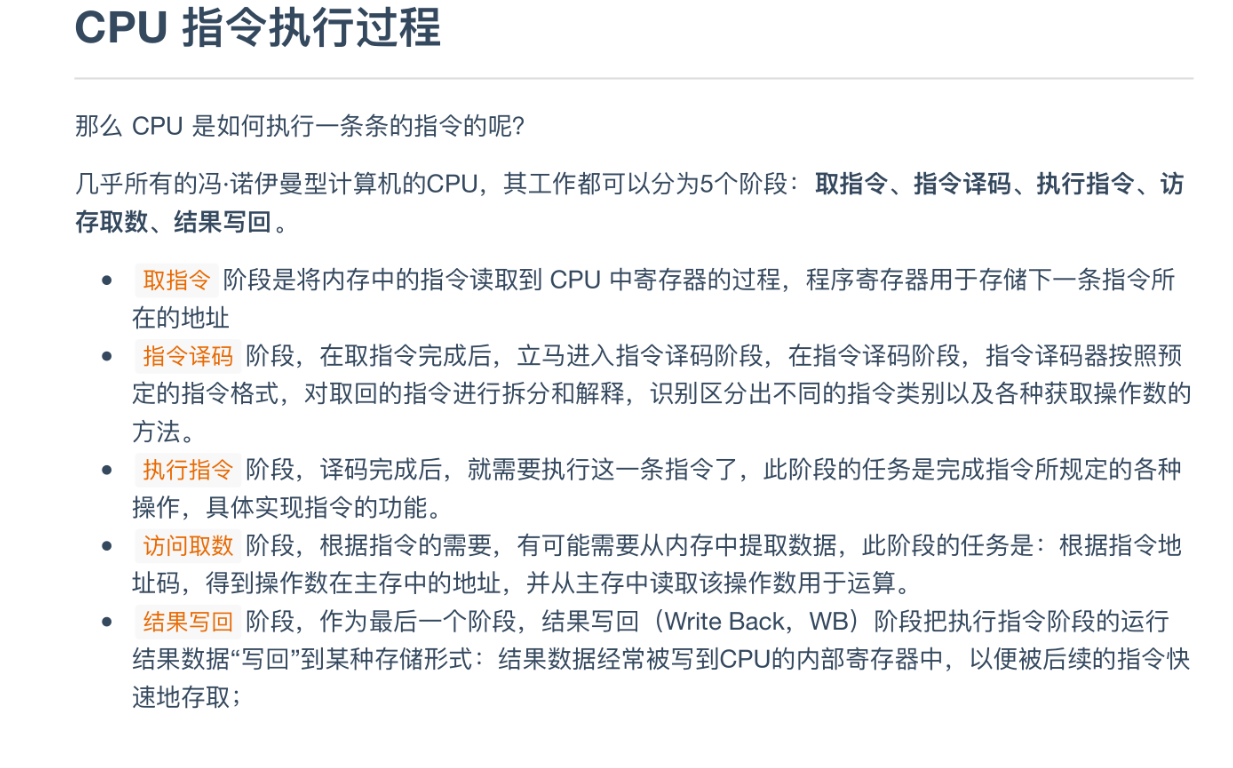 CPU 指令执行过程
那么 CPU 是如何执行一条条的指令的呢?
几乎所有的冯·诺伊曼型计算机的CPU，其工作都可以分为5个阶段：取指令、指令译码、执行指令、访
存取数、结果写回。
• 取指令 阶段是将内存中的指令读取到 CPU 中寄存器的过程，程序寄存器用于存储下一条指令所
在的地址
• 指令译码 阶段，在取指令完成后，立马进入指令译码阶段，在指令译码阶段，指令译码器按照预
定的指令格式，对取回的指令进行拆分和解释，识别区分出不同的指令类别以及各种获取操作数的
方法。
• 执行指令 阶段，译码完成后，就需要执行这一条指令了，此阶段的任务是完成指令所规定的各种
操作，具体实现指令的功能。
• 访问取数 阶段，根据指令的需要，有可能需要从内存中提取数据，此阶段的任务是：根据指令地
址码，得到操作数在主存中的地址，并从主存中读取该操作数用于运算。
• 结果写回 阶段，作为最后一个阶段，结果写回（Write Back，WB）阶段把执行指令阶段的运行
结果数据“写回”到某种存储形式：结果数据经常被写到CPU的内部寄存器中，以便被后续的指令快
速地存取；